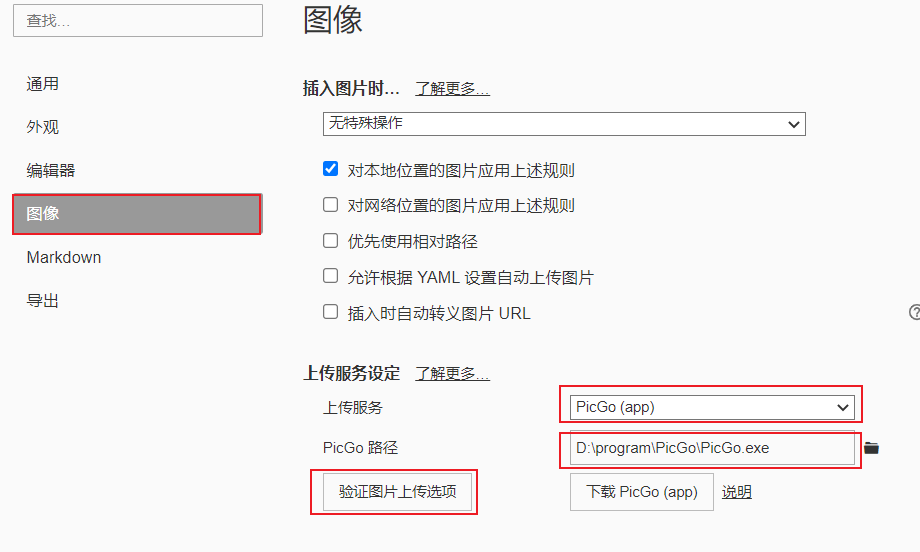 查找...
图像
通用
外观
编辑器
图像
Markdown
导出
插入图片时... 了解更多...
无特殊操作
对本地位置的图片应用上述规则
对网络位置的图片应用上述规则
优先使用相对路径
允许根据 YAML 设置自动上传图片
插入时自动转义图片 URL
上传服务设定 了解更多...
上传服务 PicGo (app)
PicGo 路径 D:\program\PicGo\PicGo.exe
验证图片上传选项 下载 PicGo (app) 说明